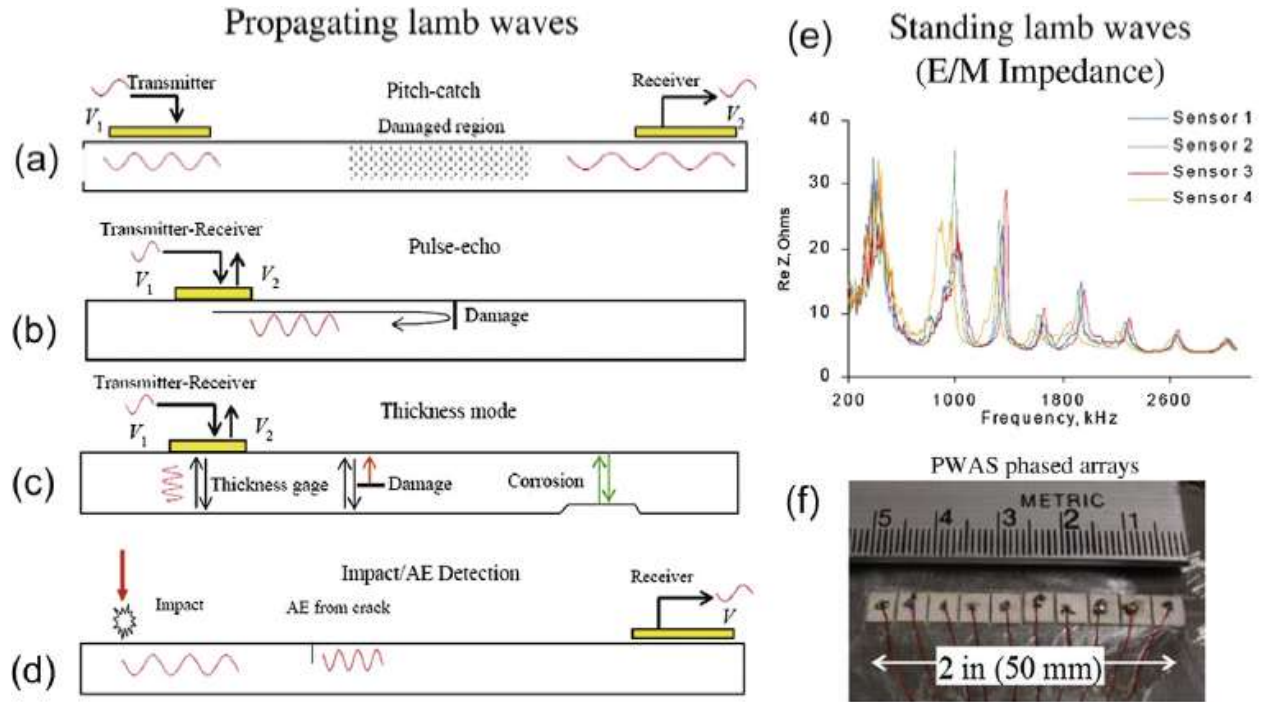 Propagating lamb waves
(a)
Transmitter
Pitch-catch
Receiver
V1
Damaged region
V2
(b)
Transmitter-Receiver
Pulse-echo
V1
V2
Damage
(c)
Transmitter-Receiver
Thickness mode
V1
V2
Thickness gage
Damage
Corrosion
(d)
Impact/AE Detection
Impact
AE from crack
Receiver
V
(e)
Standing lamb waves
(E/M Impedance)
Sensor 1
Sensor 2
Sensor 3
Sensor 4
Re Z, Ohms
40
30
20
10
0
200 1000 1800 2600
Frequency, kHz
PWAS phased arrays
(f)
METRIC
5 4 3 2 1
2 in (50 mm)